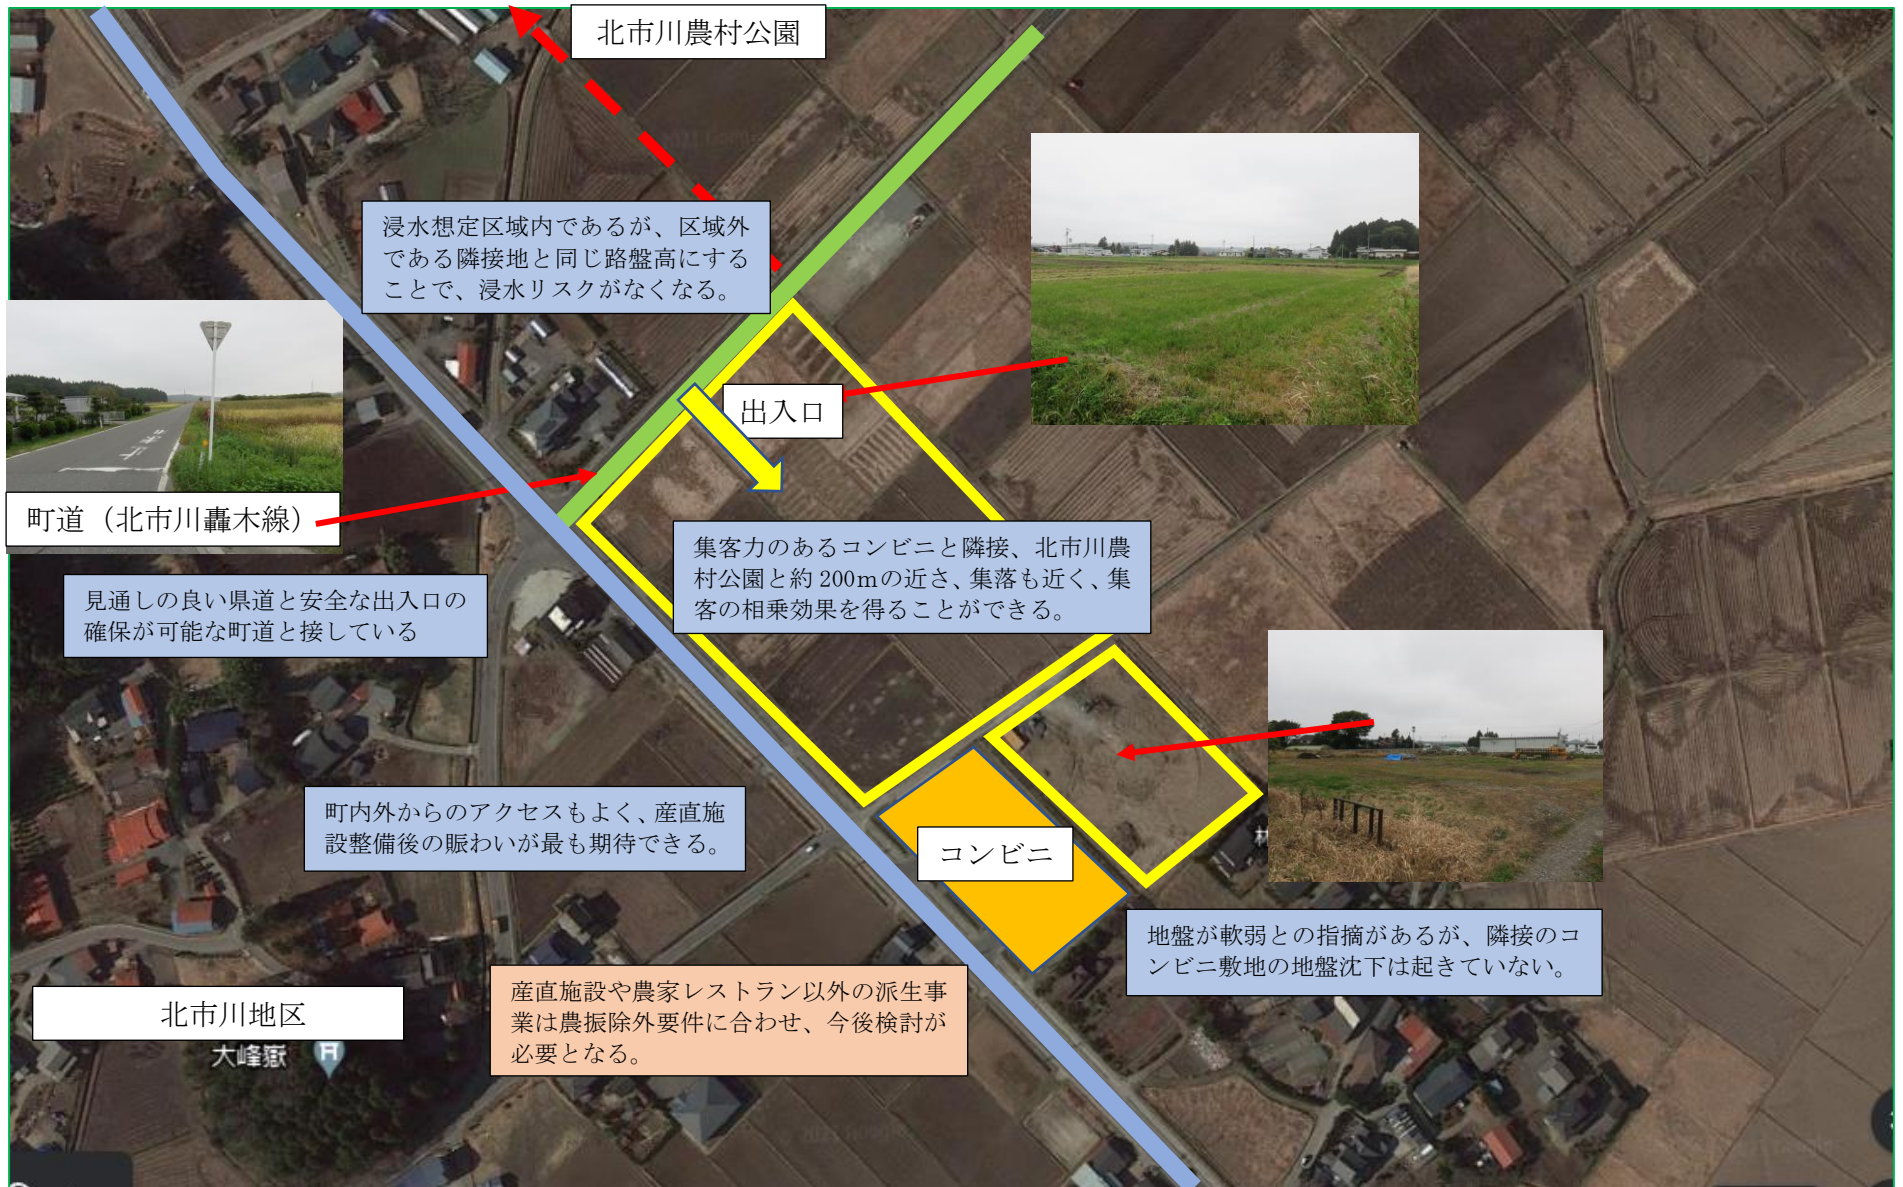 北市川農村公園
浸水想定区域内であるが、区域外
である隣接地と同じ路盤高にする
ことで、浸水リスクがなくなる。
出入口
町道（北市川轟木線）
集客力のあるコンビニと隣接、北市川農
村公園と約 200ｍの近さ、集落も近く、集
客の相乗効果を得ることができる。
見通しの良い県道と安全な出入口の
確保が可能な町道と接している
町内外からのアクセスもよく、産直施
設整備後の賑わいが最も期待できる。
コンビニ
地盤が軟弱との指摘があるが、隣接のコ
ンビニ敷地の地盤沈下は起きていない。
産直施設や農家レストラン以外の派生事
業は農振除外要件に合わせ、今後検討が
必要となる。
北市川地区
大峰嶽